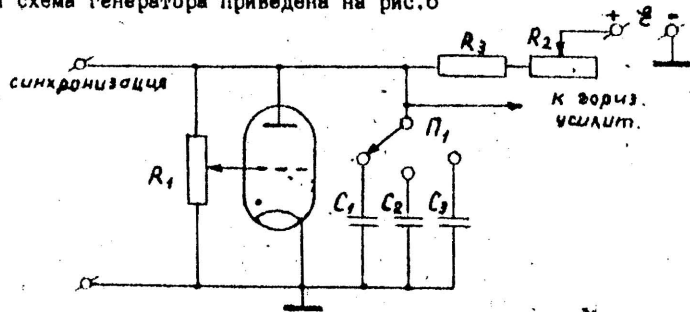 схема генератора приведена на рис.6
+ Ɛ -
R₃ R₂
синхронизация
к гориз.
усилит.
П₁
R₁
C₁ C₂ C₃